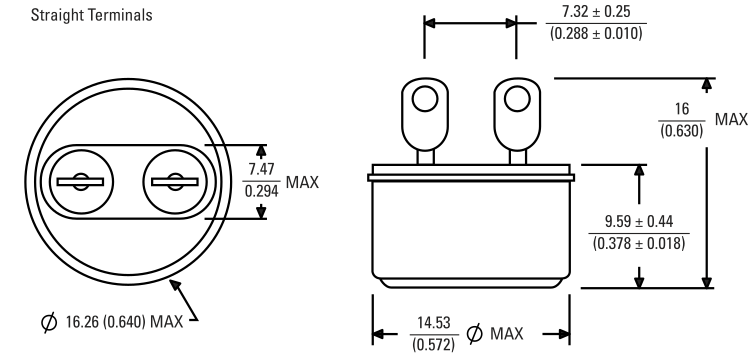 Straight Terminals
7.32 ± 0.25
(0.288 ± 0.010)
16
(0.630)
MAX
7.47
0.294
MAX
9.59 ± 0.44
(0.378 ± 0.018)
Ø 16.26 (0.640) MAX
14.53
(0.572)
Ø MAX